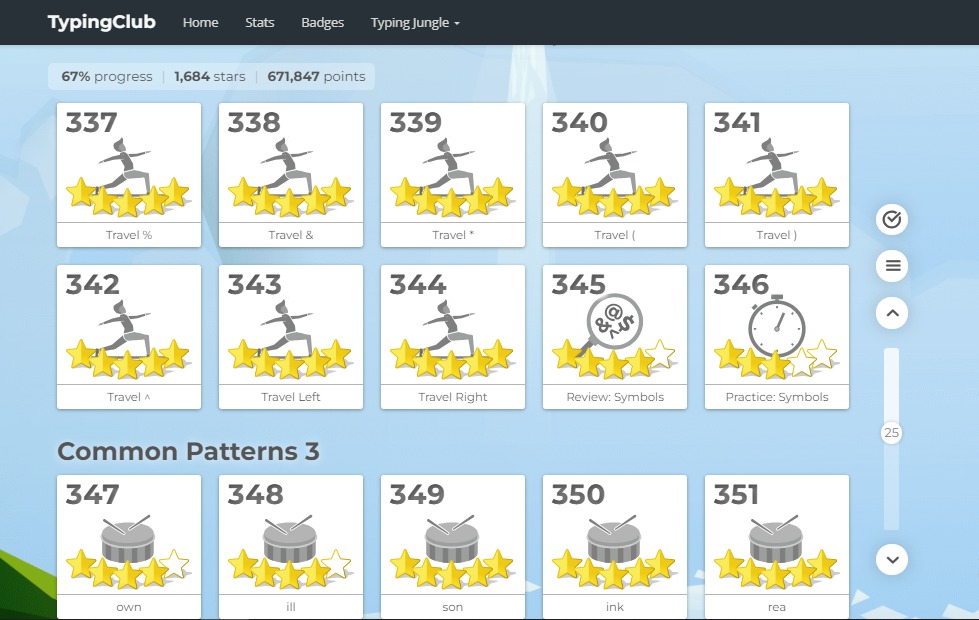 TypingClub Home Stats Badges Typing Jungle
67% progress | 1,684 stars | 671,847 points
337 338 339 340 341
Travel % Travel & Travel * Travel ( Travel )
342 343 344 345 346
&@$^
Travel ^ Travel Left Travel Right Review: Symbols Practice: Symbols
25
Common Patterns 3
347 348 349 350 351
own ill son ink rea